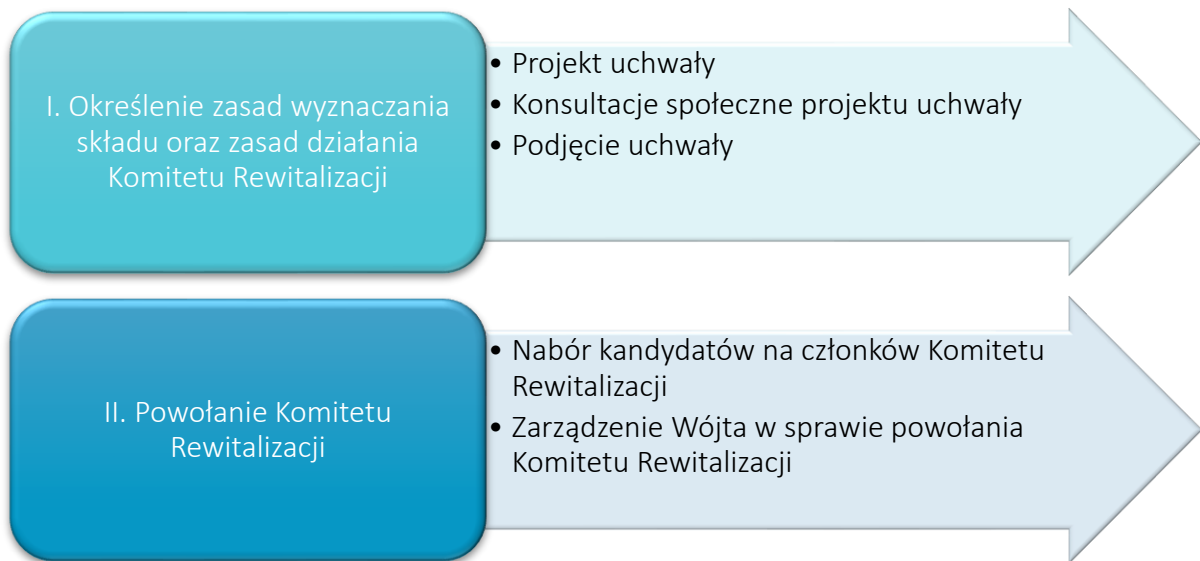 I. Określenie zasad wyznaczania
składu oraz zasad działania
Komitetu Rewitalizacji
• Projekt uchwały
• Konsultacje społeczne projektu uchwały
• Podjęcie uchwały
II. Powołanie Komitetu
Rewitalizacji
• Nabór kandydatów na członków Komitetu
Rewitalizacji
• Zarządzenie Wójta w sprawie powołania
Komitetu Rewitalizacji